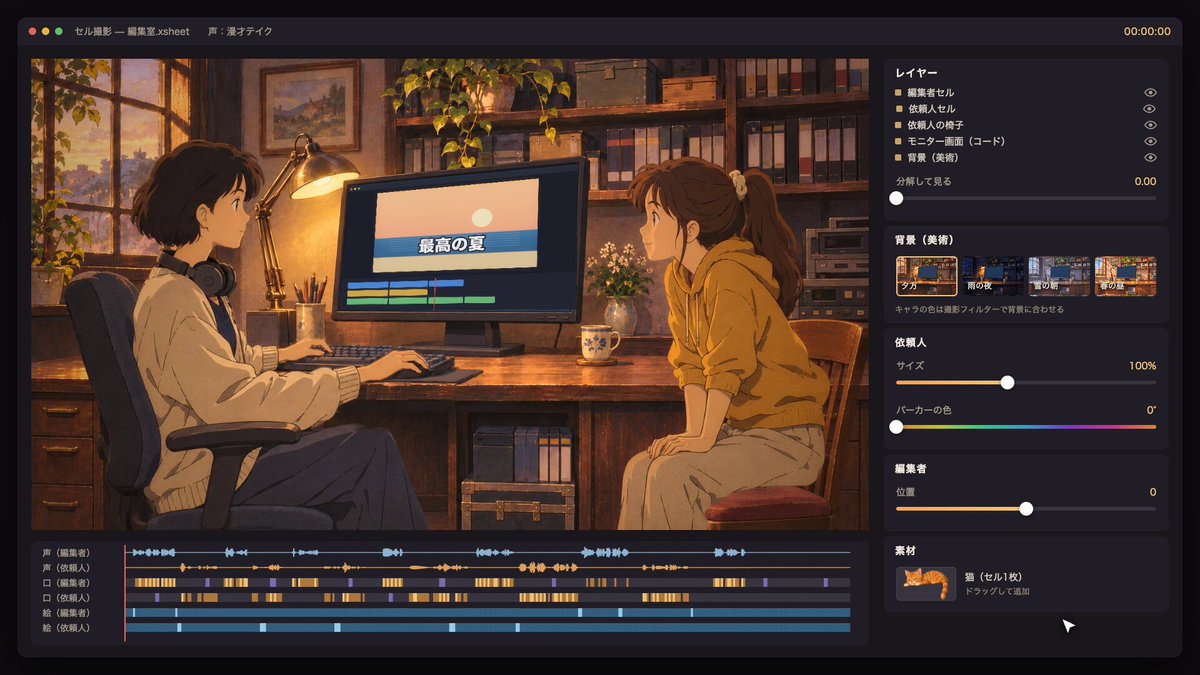 セル撮影 — 編集室.xsheet
声：漫才テイク
00:00:00
最高の夏
レイヤー
編集者セル
依頼人セル
依頼人の椅子
モニター画面（コード）
背景（美術）
分解して見る
0.00
背景（美術）
夕方
雨の夜
雪の朝
春の昼
キャラの色は撮影フィルターで背景に合わせる
依頼人
サイズ
100%
パーカーの色
0°
編集者
位置
0
素材
猫（セル1枚）
ドラッグして追加
声（編集者）
声（依頼人）
口（編集者）
口（依頼人）
絵（編集者）
絵（依頼人）